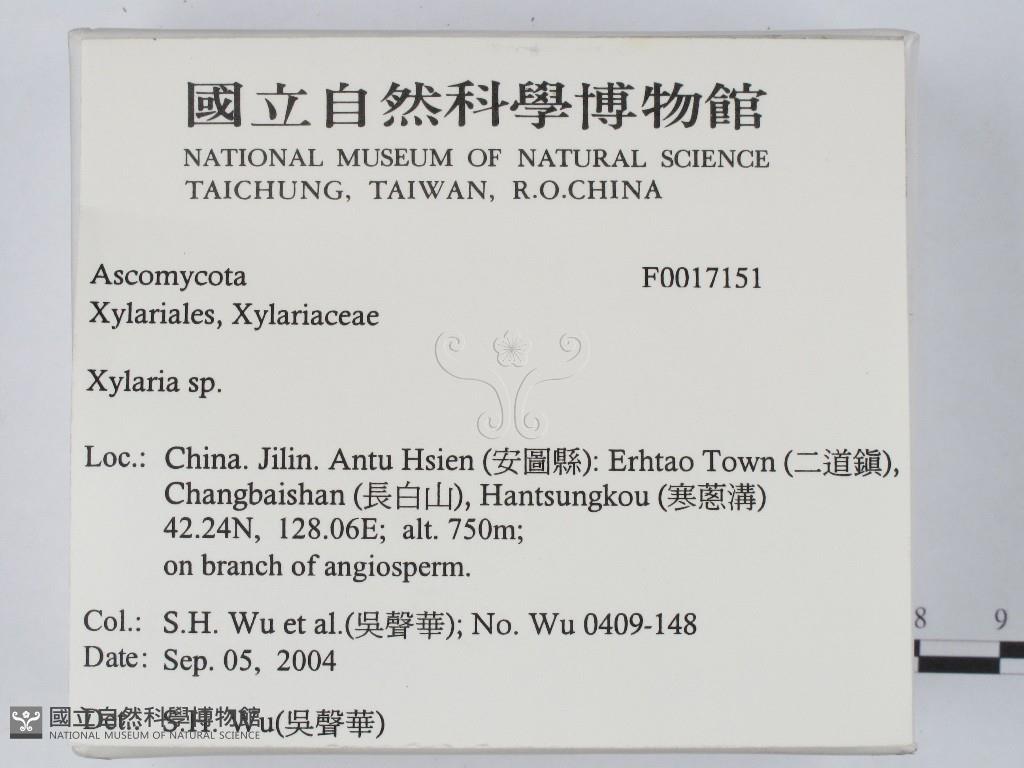 國立自然科學博物館
NATIONAL MUSEUM OF NATURAL SCIENCE
TAICHUNG, TAIWAN, R.O.CHINA
Ascomycota F0017151
Xylariales, Xylariaceae
Xylaria sp.
Loc.: China. Jilin. Antu Hsien (安圖縣): Erhtao Town (二道鎭),
Changbaishan (長白山), Hantsungkou (寒蔥溝)
42.24N, 128.06E; alt. 750m;
on branch of angiosperm.
Col.: S.H. Wu et al.(吳聲華); No. Wu 0409-148
Date: Sep. 05, 2004
Det.: S.H. Wu(吳聲華)
國立自然科學博物館
NATIONAL MUSEUM OF NATURAL SCIENCE
8 9